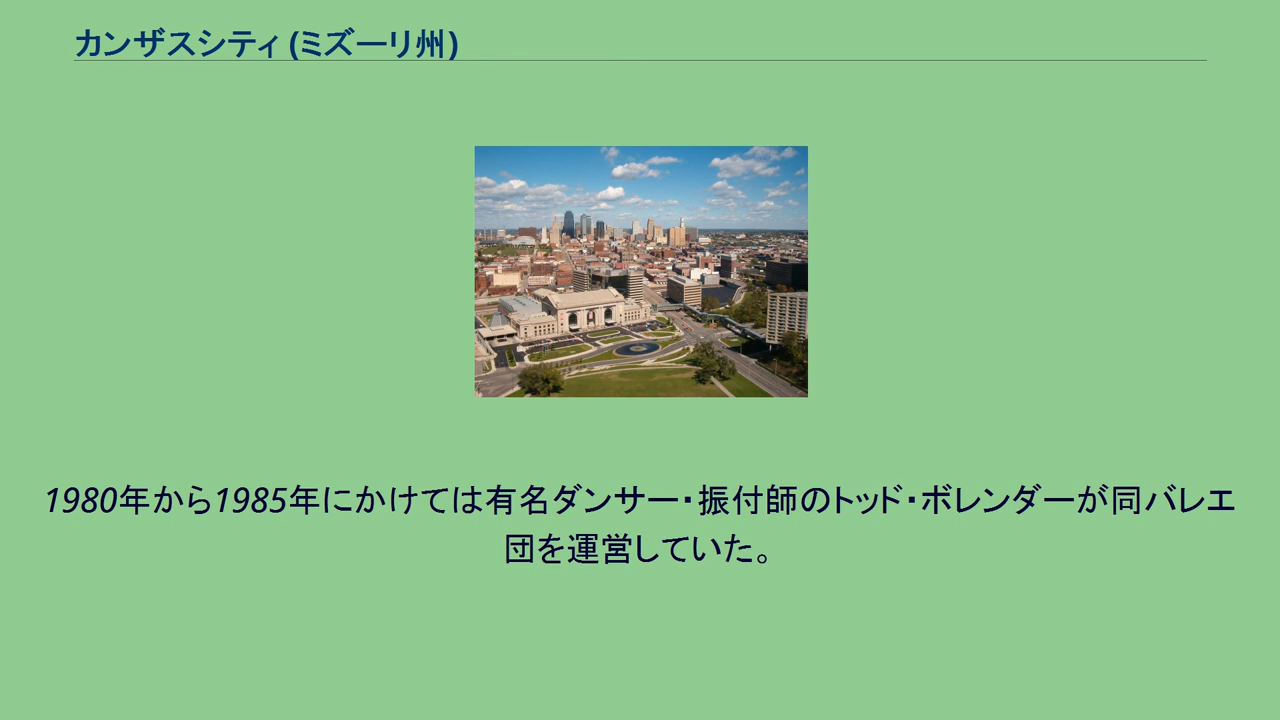 カンザスシティ (ミズーリ州)
1980年から1985年にかけては有名ダンサー・振付師のトッド・ボレンダーが同バレエ
団を運営していた。